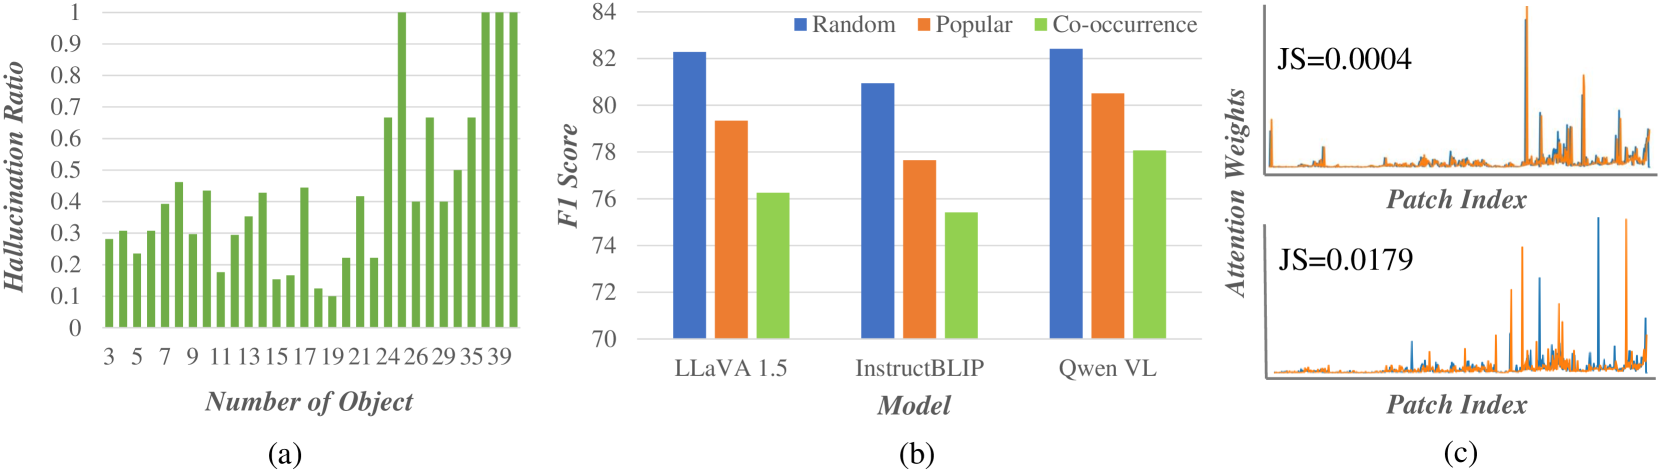 1
0.9
0.8
0.7
0.6
0.5
0.4
0.3
0.2
0.1
0
Hallucination Ratio
3 5 7 9 11 13 15 17 19 21 24 26 29 35 39
Number of Object
(a)
84
82
80
78
76
74
72
70
F1 Score
Random Popular Co-occurrence
LLaVA 1.5 InstructBLIP Qwen VL
Model
(b)
Attention Weights
JS=0.0004
Patch Index
JS=0.0179
Patch Index
(c)